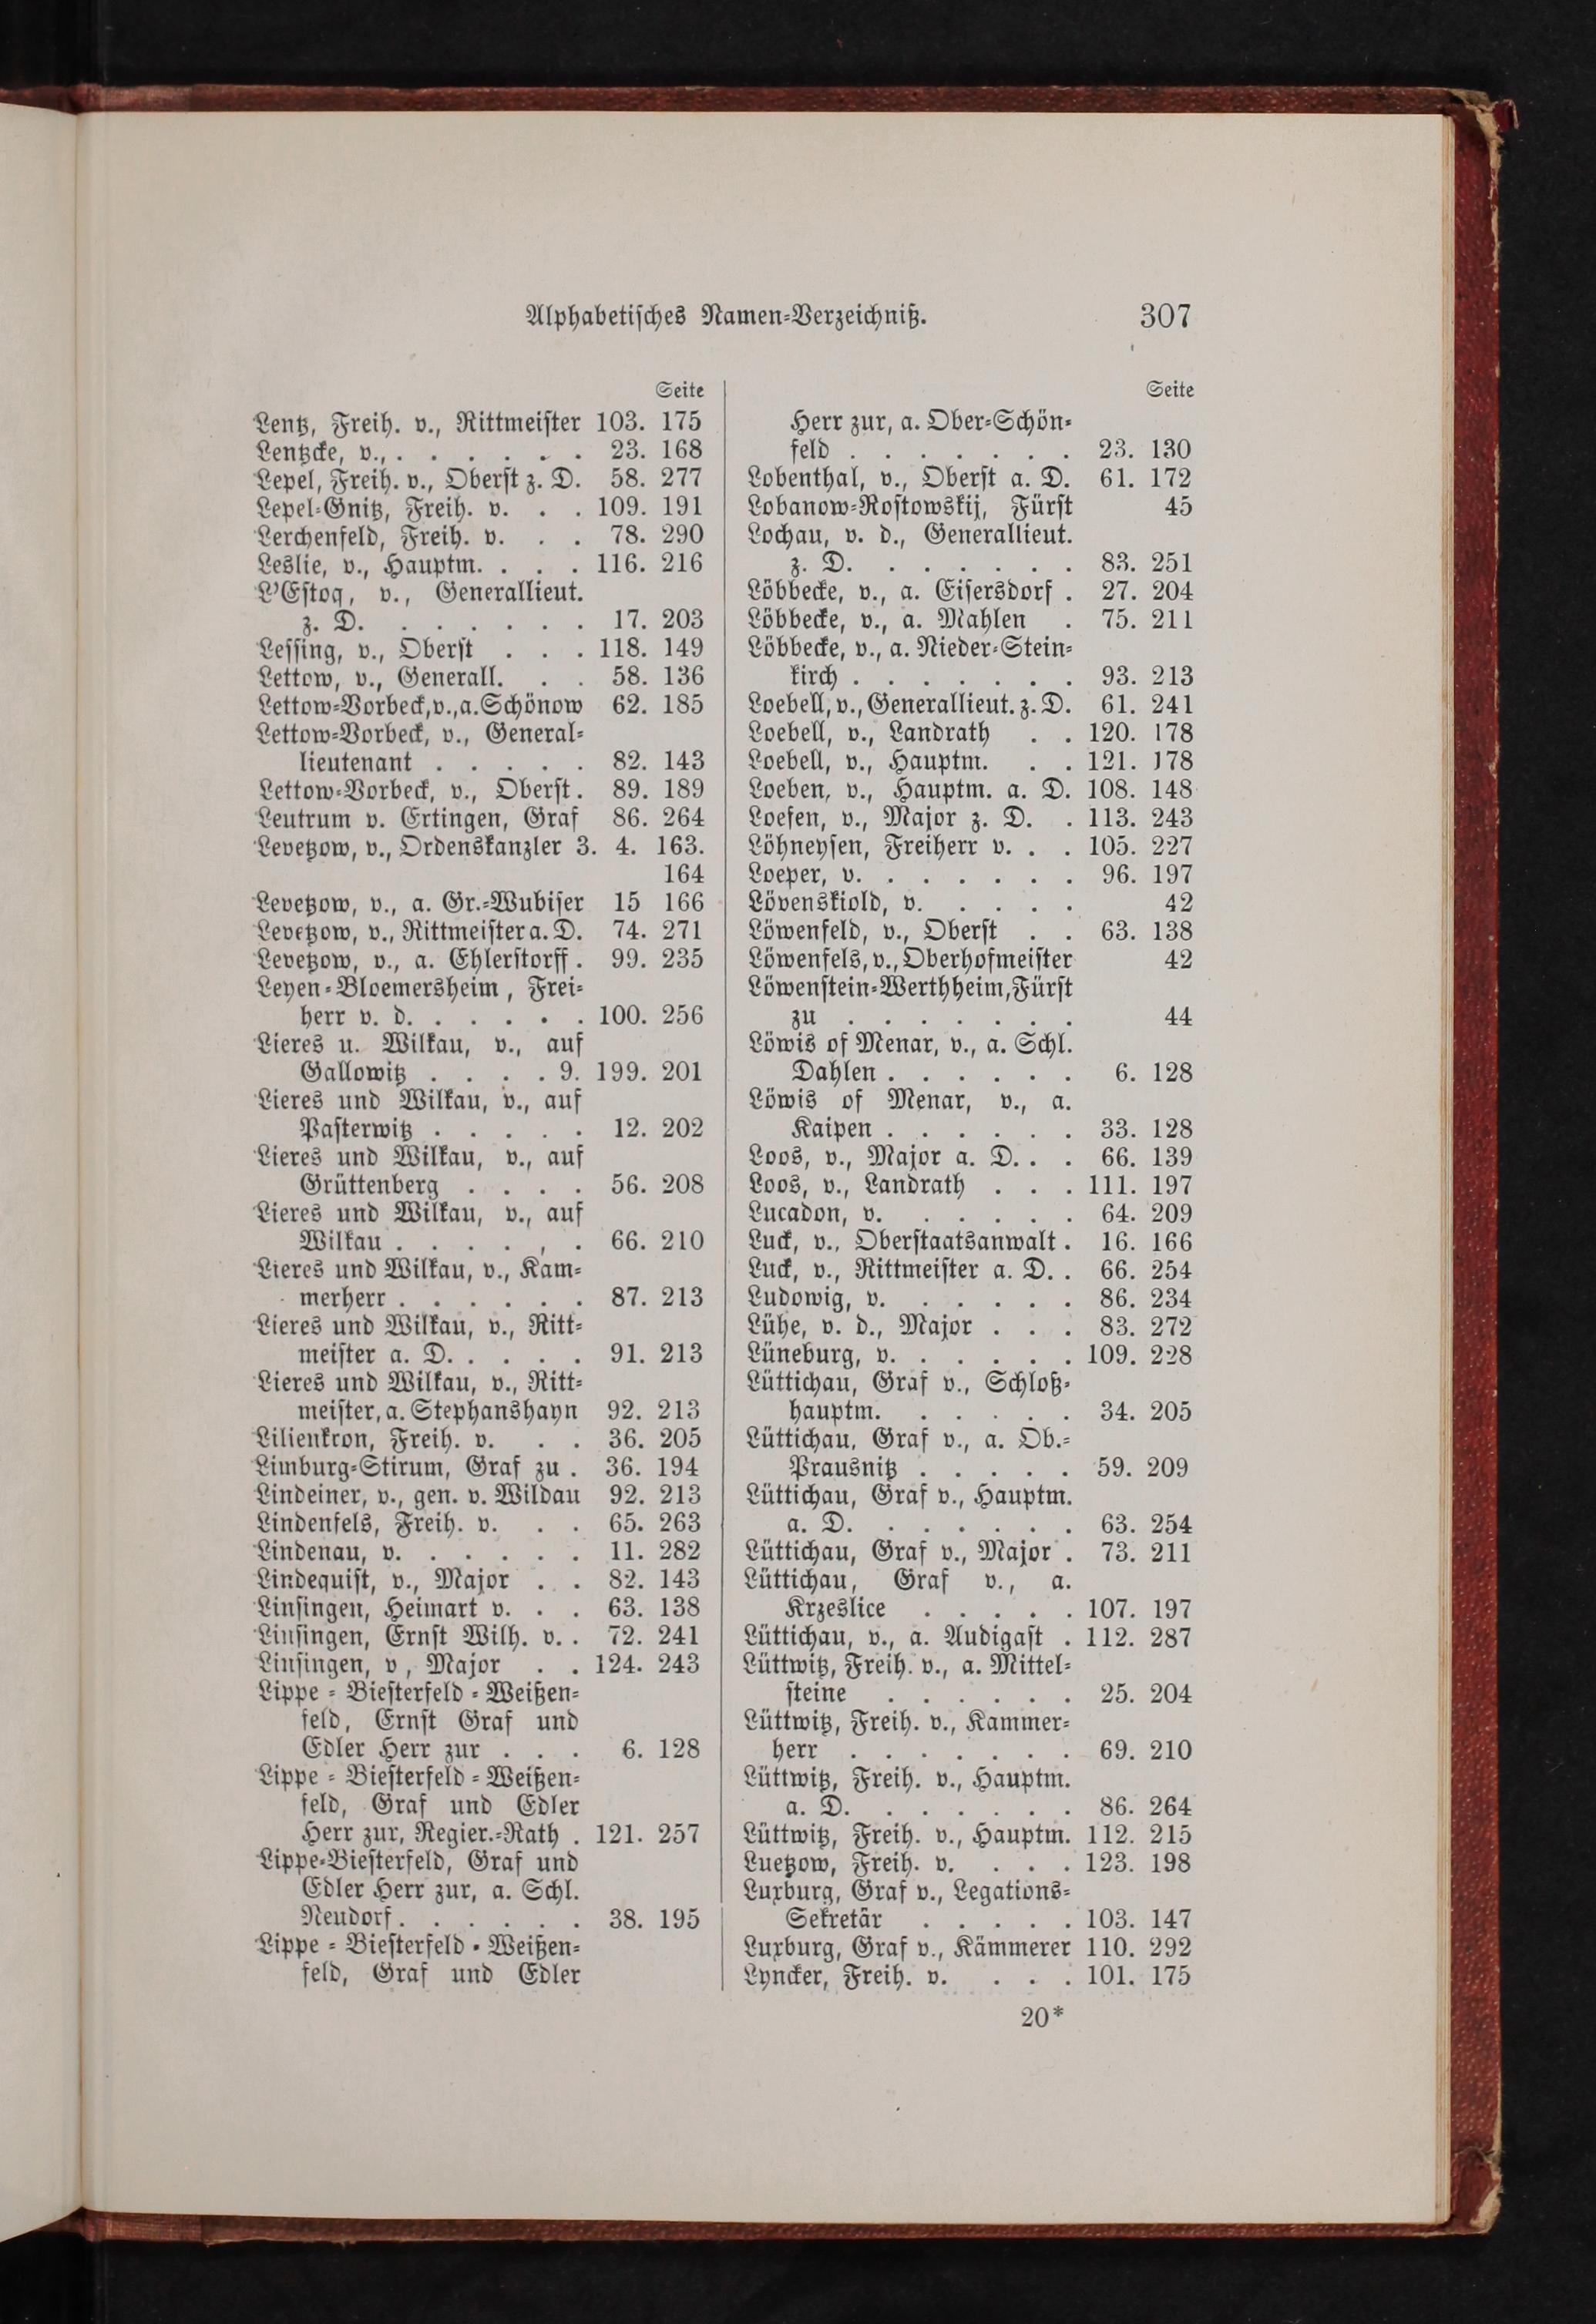 Alphabetisches Namen-Verzeichniß. 307
Seite
Lentz, Freih. v., Rittmeister 103. 175
Lentzcke, v., . . . . . . . 23. 168
Lepel, Freih. v., Oberst z. D. 58. 277
Lepel-Gnitz, Freih. v. . . 109. 191
Lerchenfeld, Freih. v. . . 78. 290
Leslie, v., Hauptm. . . . 116. 216
L'Estoq, v., Generallieut.
z. D. . . . . . . . 17. 203
Lessing, v., Oberst . . . 118. 149
Lettow, v., Generall. . . 58. 136
Lettow-Vorbeck, v., a. Schönow 62. 185
Lettow-Vorbeck, v., General-
lieutenant . . . . . 82. 143
Lettow-Vorbeck, v., Oberst. 89. 189
Leutrum v. Ertingen, Graf 86. 264
Levetzow, v., Ordenskanzler 3. 4. 163.
164
Levetzow, v., a. Gr.-Wubiser 15 166
Levetzow, v., Rittmeister a. D. 74. 271
Levetzow, v., a. Ehlerstorff. 99. 235
Leyen-Bloemersheim, Frei-
herr v. d. . . . . . . 100. 256
Lieres u. Wilkau, v., auf
Gallowitz . . . . 9. 199. 201
Lieres und Wilkau, v., auf
Pasterwitz . . . . . 12. 202
Lieres und Wilkau, v., auf
Grüttenberg . . . . 56. 208
Lieres und Wilkau, v., auf
Wilkau . . . . , . 66. 210
Lieres und Wilkau, v., Kam-
merherr . . . . . . 87. 213
Lieres und Wilkau, v., Ritt-
meister a. D. . . . . 91. 213
Lieres und Wilkau, v., Ritt-
meister, a. Stephanshayn 92. 213
Lilienkron, Freih. v. . . 36. 205
Limburg-Stirum, Graf zu . 36. 194
Lindeiner, v., gen. v. Wildau 92. 213
Lindenfels, Freih. v. . . 65. 263
Lindenau, v. . . . . . . 11. 282
Lindequist, v., Major . . 82. 143
Linsingen, Heimart v. . . 63. 138
Linsingen, Ernst Wilh. v. . 72. 241
Linsingen, v, Major . . 124. 243
Lippe-Biesterfeld-Weißen-
feld, Ernst Graf und
Edler Herr zur . . . 6. 128
Lippe-Biesterfeld-Weißen-
feld, Graf und Edler
Herr zur, Regier.-Rath . 121. 257
Lippe-Biesterfeld, Graf und
Edler Herr zur, a. Schl.
Neudorf . . . . . . 38. 195
Lippe-Biesterfeld-Weißen-
feld, Graf und Edler
Seite
Herr zur, a. Ober-Schön-
feld . . . . . . . . 23. 130
Lobenthal, v., Oberst a. D. 61. 172
Lobanow-Rostowskij, Fürst 45
Lochau, v. d., Generallieut.
z. D. . . . . . . . 83. 251
Löbbecke, v., a. Eisersdorf . 27. 204
Löbbecke, v., a. Mahlen . 75. 211
Löbbecke, v., a. Nieder-Stein-
kirch . . . . . . . . 93. 213
Loebell, v., Generallieut. z. D. 61. 241
Loebell, v., Landrath . . 120. 178
Loebell, v., Hauptm. . . 121. 178
Loeben, v., Hauptm. a. D. 108. 148
Loefen, v., Major z. D. . 113. 243
Löhneysen, Freiherr v. . . 105. 227
Loeper, v. . . . . . . . 96. 197
Lövenskiold, v. . . . . . 42
Löwenfeld, v., Oberst . . 63. 138
Löwenfels, v., Oberhofmeister 42
Löwenstein-Werthheim, Fürst
zu . . . . . . . 44
Löwis of Menar, v., a. Schl.
Dahlen . . . . . . 6. 128
Löwis of Menar, v., a.
Kaipen . . . . . . 33. 128
Loos, v., Major a. D. . . 66. 139
Loos, v., Landrath . . . 111. 197
Lucadon, v. . . . . . . 64. 209
Luck, v., Oberstaatsanwalt . 16. 166
Luck, v., Rittmeister a. D. . 66. 254
Ludowig, v. . . . . . . 86. 234
Lühe, v. d., Major . . . 83. 272
Lüneburg, v. . . . . . . 109. 228
Lüttichau, Graf v., Schloß-
hauptm. . . . . . 34. 205
Lüttichau, Graf v., a. Ob.-
Prausnitz . . . . . 59. 209
Lüttichau, Graf v., Hauptm.
a. D. . . . . . . . 63. 254
Lüttichau, Graf v., Major . 73. 211
Lüttichau, Graf v., a.
Krzeslice . . . . . 107. 197
Lüttichau, v., a. Audigast . 112. 287
Lüttwitz, Freih. v., a. Mittel-
steine . . . . . . 25. 204
Lüttwitz, Freih. v., Kammer-
herr . . . . . . . 69. 210
Lüttwitz, Freih. v., Hauptm.
a. D. . . . . . . . 86. 264
Lüttwitz, Freih. v., Hauptm. 112. 215
Luetzow, Freih. v. . . . 123. 198
Luxburg, Graf v., Legations-
Sekretär . . . . . 103. 147
Luxburg, Graf v., Kämmerer 110. 292
Lyncker, Freih. v. . . . 101. 175
20*